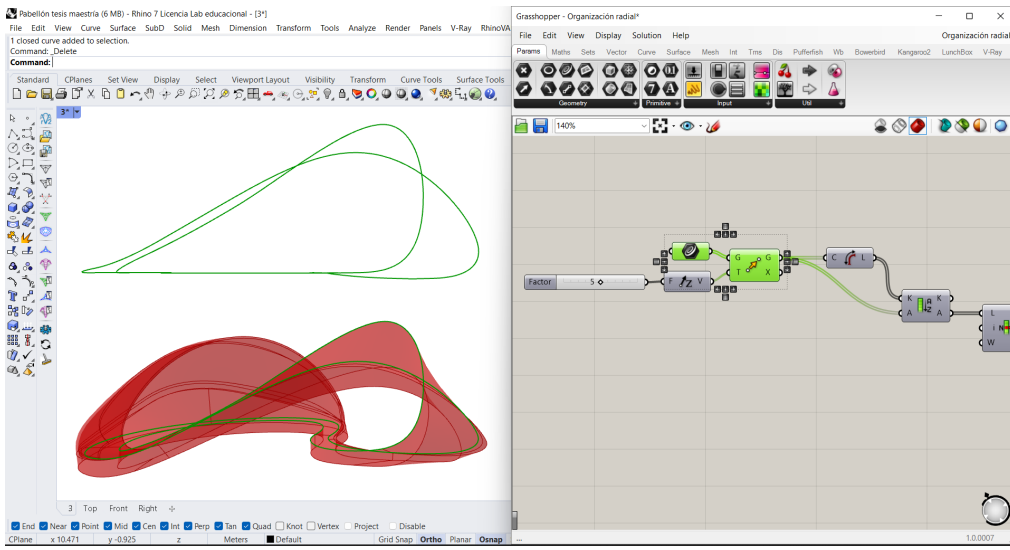 Pabellón tesis maestría (6 MB) - Rhino 7 Licencia Lab educacional - [3*]
File Edit View Curve Surface SubD Solid Mesh Dimension Transform Tools Analyze Render Panels V-Ray RhinoVA
1 closed curve added to selection.
Command: _Delete
Command:
Standard CPlanes Set View Display Select Viewport Layout Visibility Transform Curve Tools Surface Tools
3*
3 Top Front Right
End Near Point Mid Cen Int Perp Tan Quad Knot Vertex Project Disable
CPlane x 10.471 y -0.925 z Meters Default Grid Snap Ortho Planar Osnap
Grasshopper - Organización radial*
File Edit View Display Solution Help Organización radial
Params Maths Sets Vector Curve Surface Mesh Int Trns Dis Pufferfish Wb Bowerbird Kangaroo2 LunchBox V-Ray
Geometry Primitive Input Util
140%
G G
T X
Factor 5
F Z V
C L
K K
A A
L
i N
W
...
1.0.0007